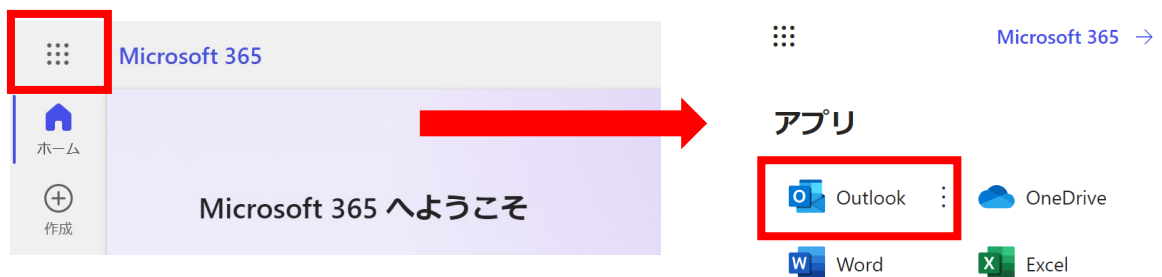 Microsoft 365
ホーム
作成
Microsoft 365 へようこそ
Microsoft 365 →
アプリ
Outlook
OneDrive
Word
Excel